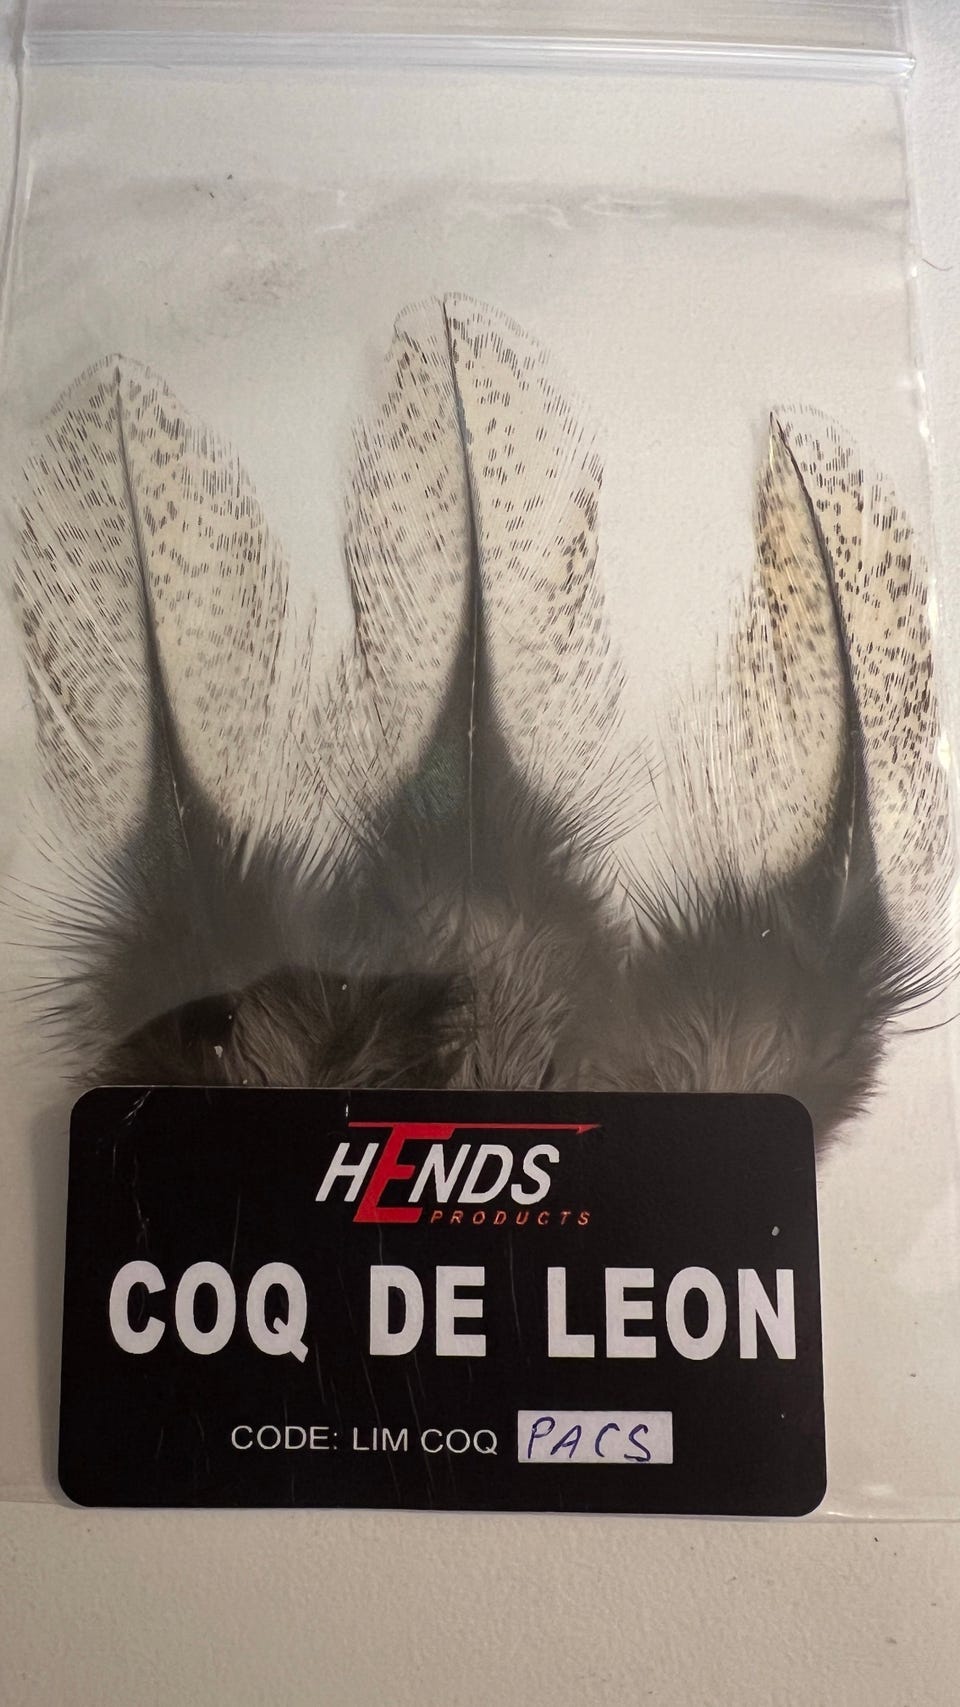 HENDS
PRODUCTS
COQ DE LEON
CODE: LIM COQ PACS